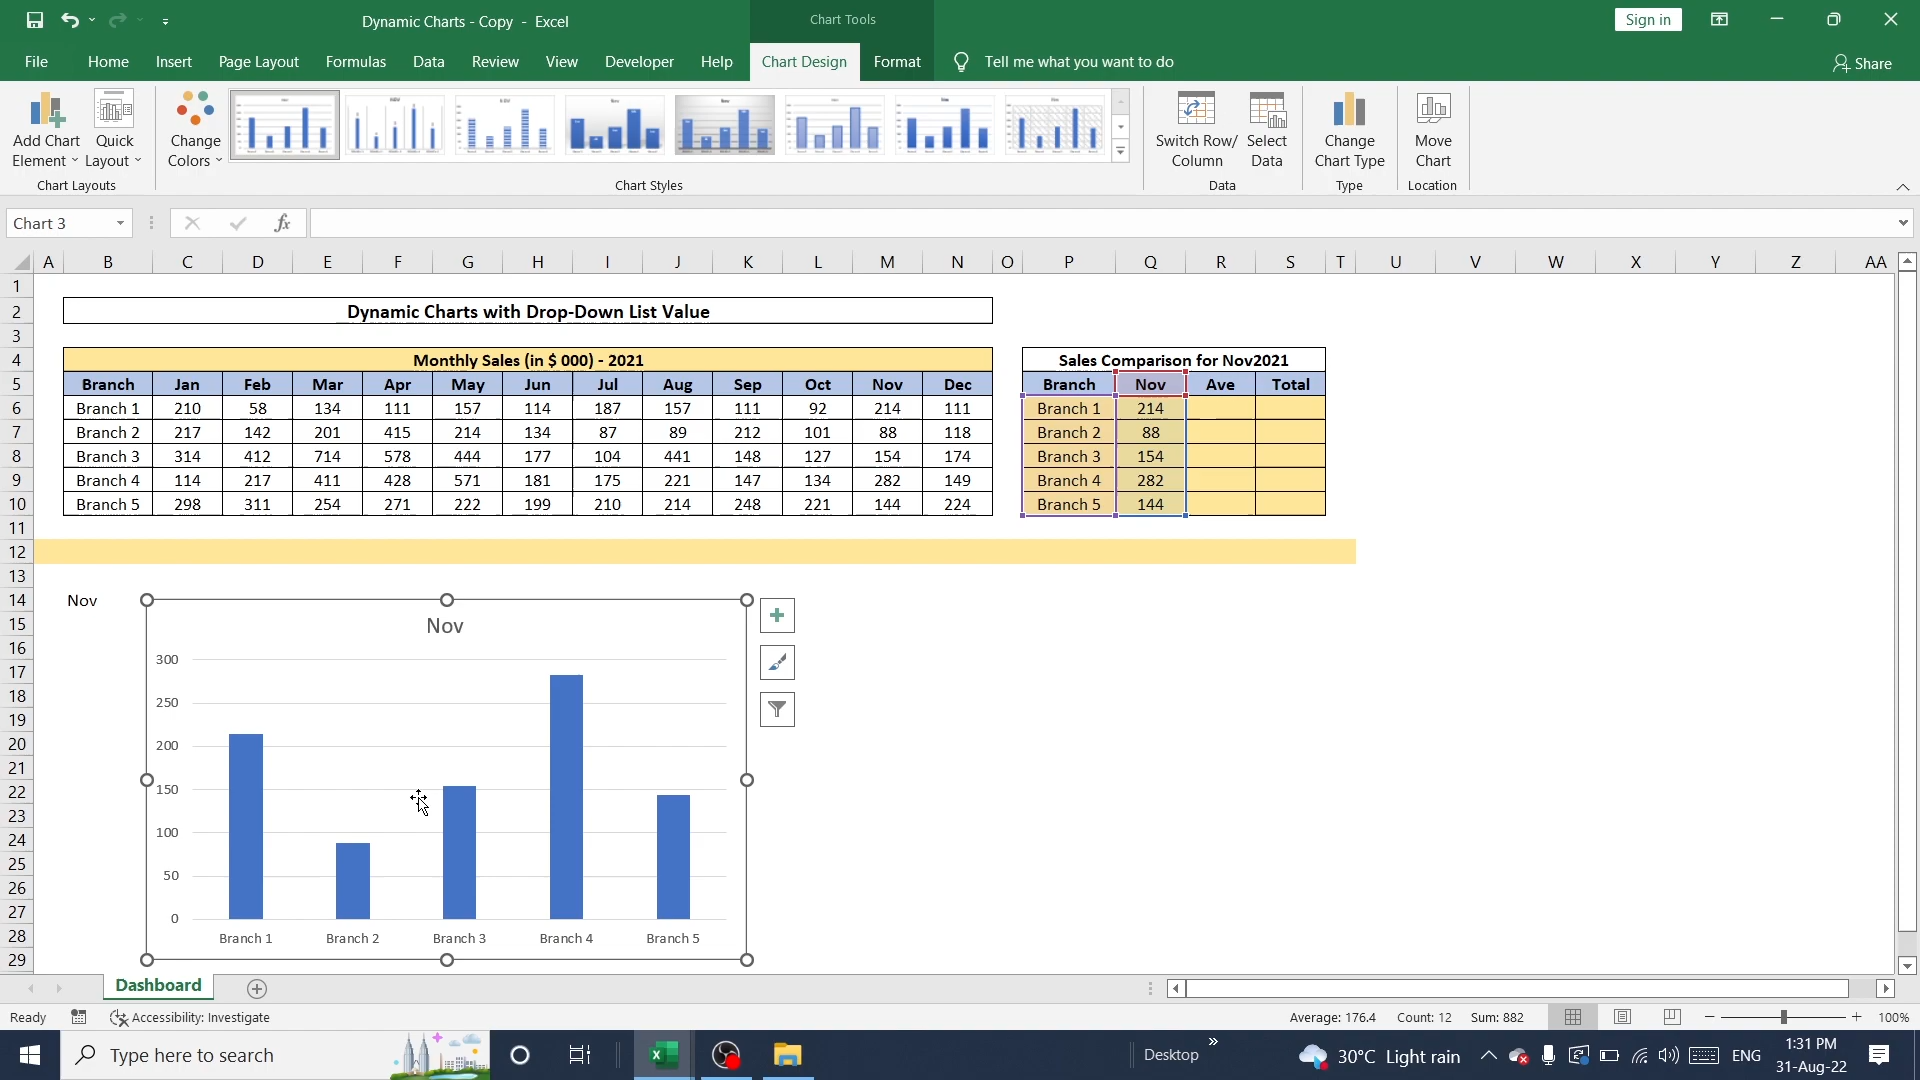 Dynamic Charts - Copy - Excel
Chart Tools
Sign in
File Home Insert Page Layout Formulas Data Review View Developer Help Chart Design Format Tell me what you want to do Share
Add Chart Element
Quick Layout
Change Colors
Switch Row/ Column
Select Data
Change Chart Type
Move Chart
Chart Layouts Chart Styles Data Type Location
Chart 3 fx
A B C D E F G H I J K L M N O P Q R S T U V W X Y Z AA
1
2 Dynamic Charts with Drop-Down List Value
3
4 Monthly Sales (in $ 000) - 2021 Sales Comparison for Nov2021
5 Branch Jan Feb Mar Apr May Jun Jul Aug Sep Oct Nov Dec Branch Nov Ave Total
6 Branch 1 210 58 134 111 157 114 187 157 111 92 214 111 Branch 1 214
7 Branch 2 217 142 201 415 214 134 87 89 212 101 88 118 Branch 2 88
8 Branch 3 314 412 714 578 444 177 104 441 148 127 154 174 Branch 3 154
9 Branch 4 114 217 411 428 571 181 175 221 147 134 282 149 Branch 4 282
10 Branch 5 298 311 254 271 222 199 210 214 248 221 144 224 Branch 5 144
11
12
13
14 Nov
15 Nov
16
17 300
18
19 250
20 200
21
22 150
23
24 100
25
26 50
27 0
28 Branch 1 Branch 2 Branch 3 Branch 4 Branch 5
29
Dashboard
Ready Accessibility: Investigate Average: 176.4 Count: 12 Sum: 882 100%
Type here to search Desktop 30°C Light rain ENG 1:31 PM
31-Aug-22